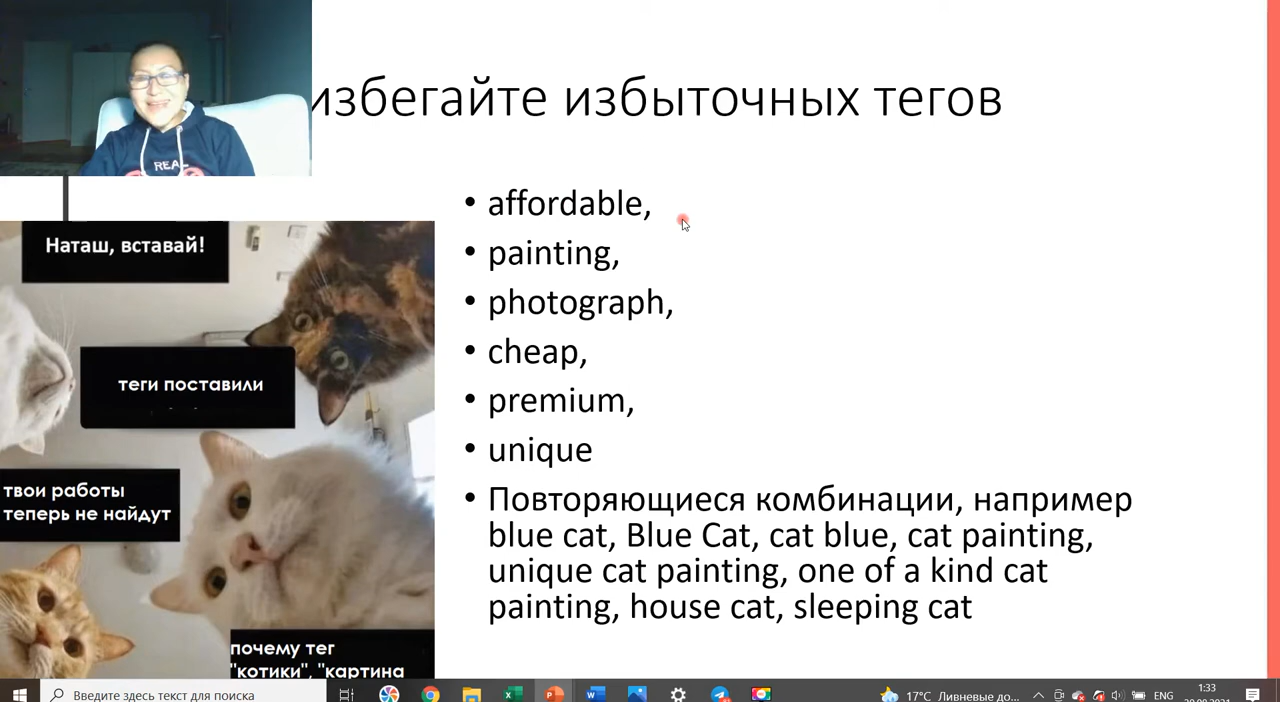 избегайте избыточных тегов
REAL
• affordable,
• painting,
• photograph,
• cheap,
• premium,
• unique
• Повторяющиеся комбинации, например
blue cat, Blue Cat, cat blue, cat painting,
unique cat painting, one of a kind cat
painting, house cat, sleeping cat
Наташ, вставай!
теги поставили
твои работы
теперь не найдут
почему тег
"котики", "картина
Введите здесь текст для поиска
17°C Ливневые до...
ENG
1:33